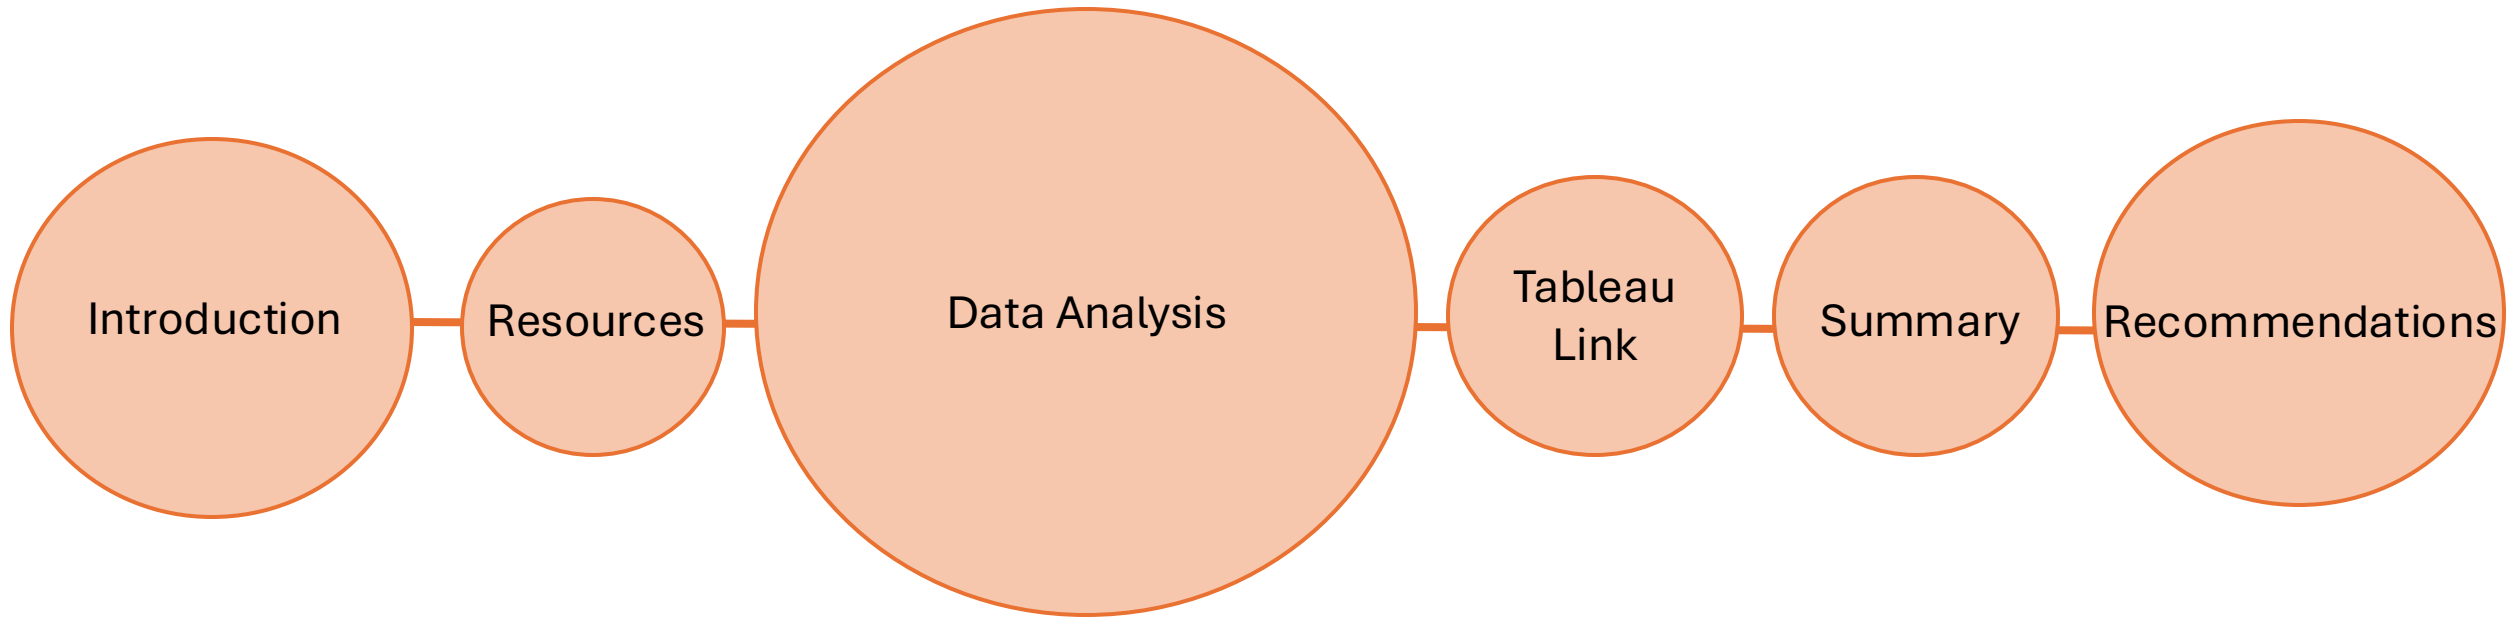 Introduction
Resources
Data Analysis
Tableau
Link
Summary
Recommendations